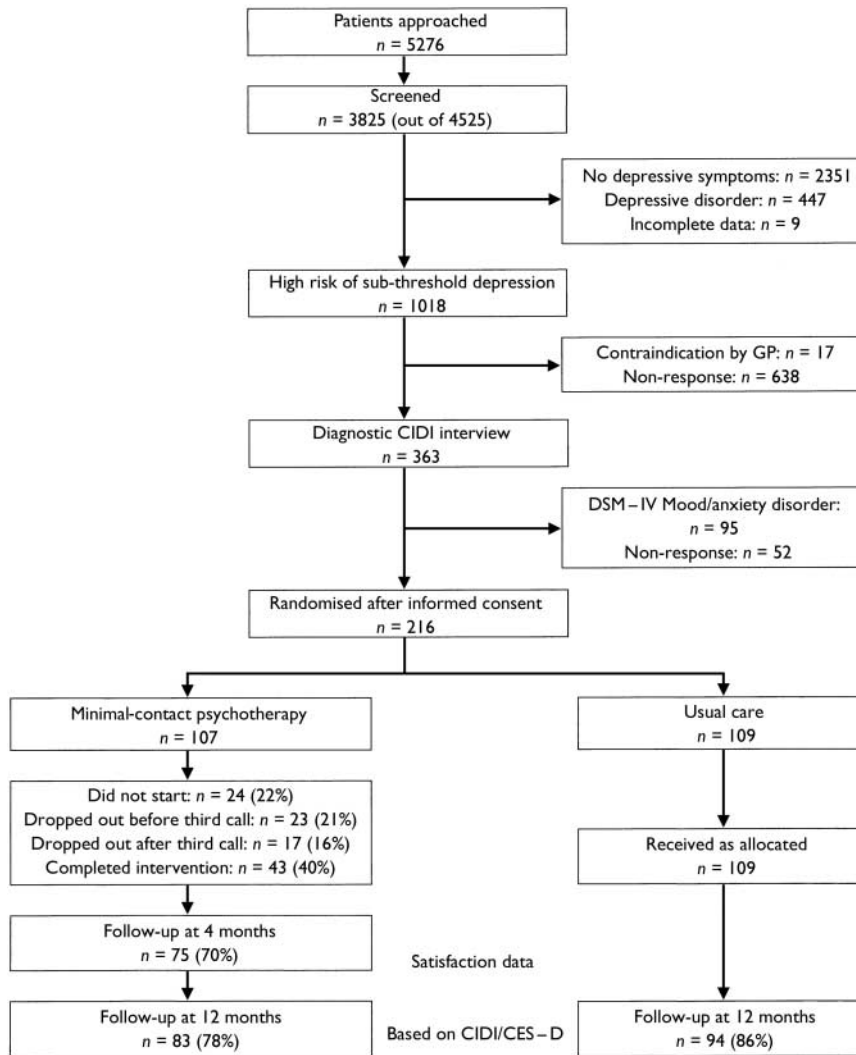 Patients approached
n = 5276
Screened
n = 3825 (out of 4525)
No depressive symptoms: n = 2351
Depressive disorder: n = 447
Incomplete data: n = 9
High risk of sub-threshold depression
n = 1018
Contraindication by GP: n = 17
Non-response: n = 638
Diagnostic CIDI interview
n = 363
DSM–IV Mood/anxiety disorder:
n = 95
Non-response: n = 52
Randomised after informed consent
n = 216
Minimal-contact psychotherapy
n = 107
Usual care
n = 109
Did not start: n = 24 (22%)
Dropped out before third call: n = 23 (21%)
Dropped out after third call: n = 17 (16%)
Completed intervention: n = 43 (40%)
Received as allocated
n = 109
Follow-up at 4 months
n = 75 (70%)
Satisfaction data
Follow-up at 12 months
n = 83 (78%)
Based on CIDI/CES–D
Follow-up at 12 months
n = 94 (86%)